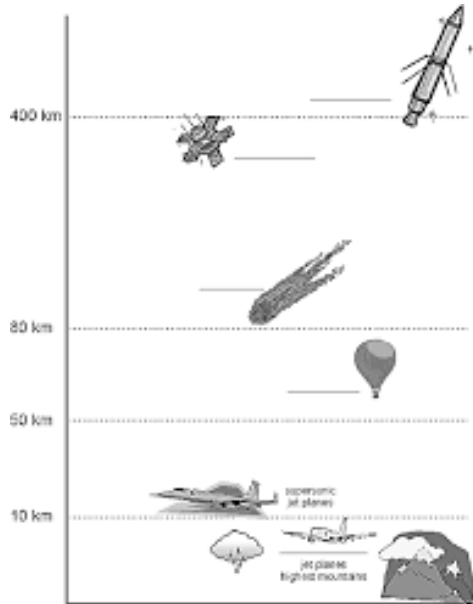 400 km
80 km
50 km
supersonic
jet planes
10 km
jet planes
highest mountains